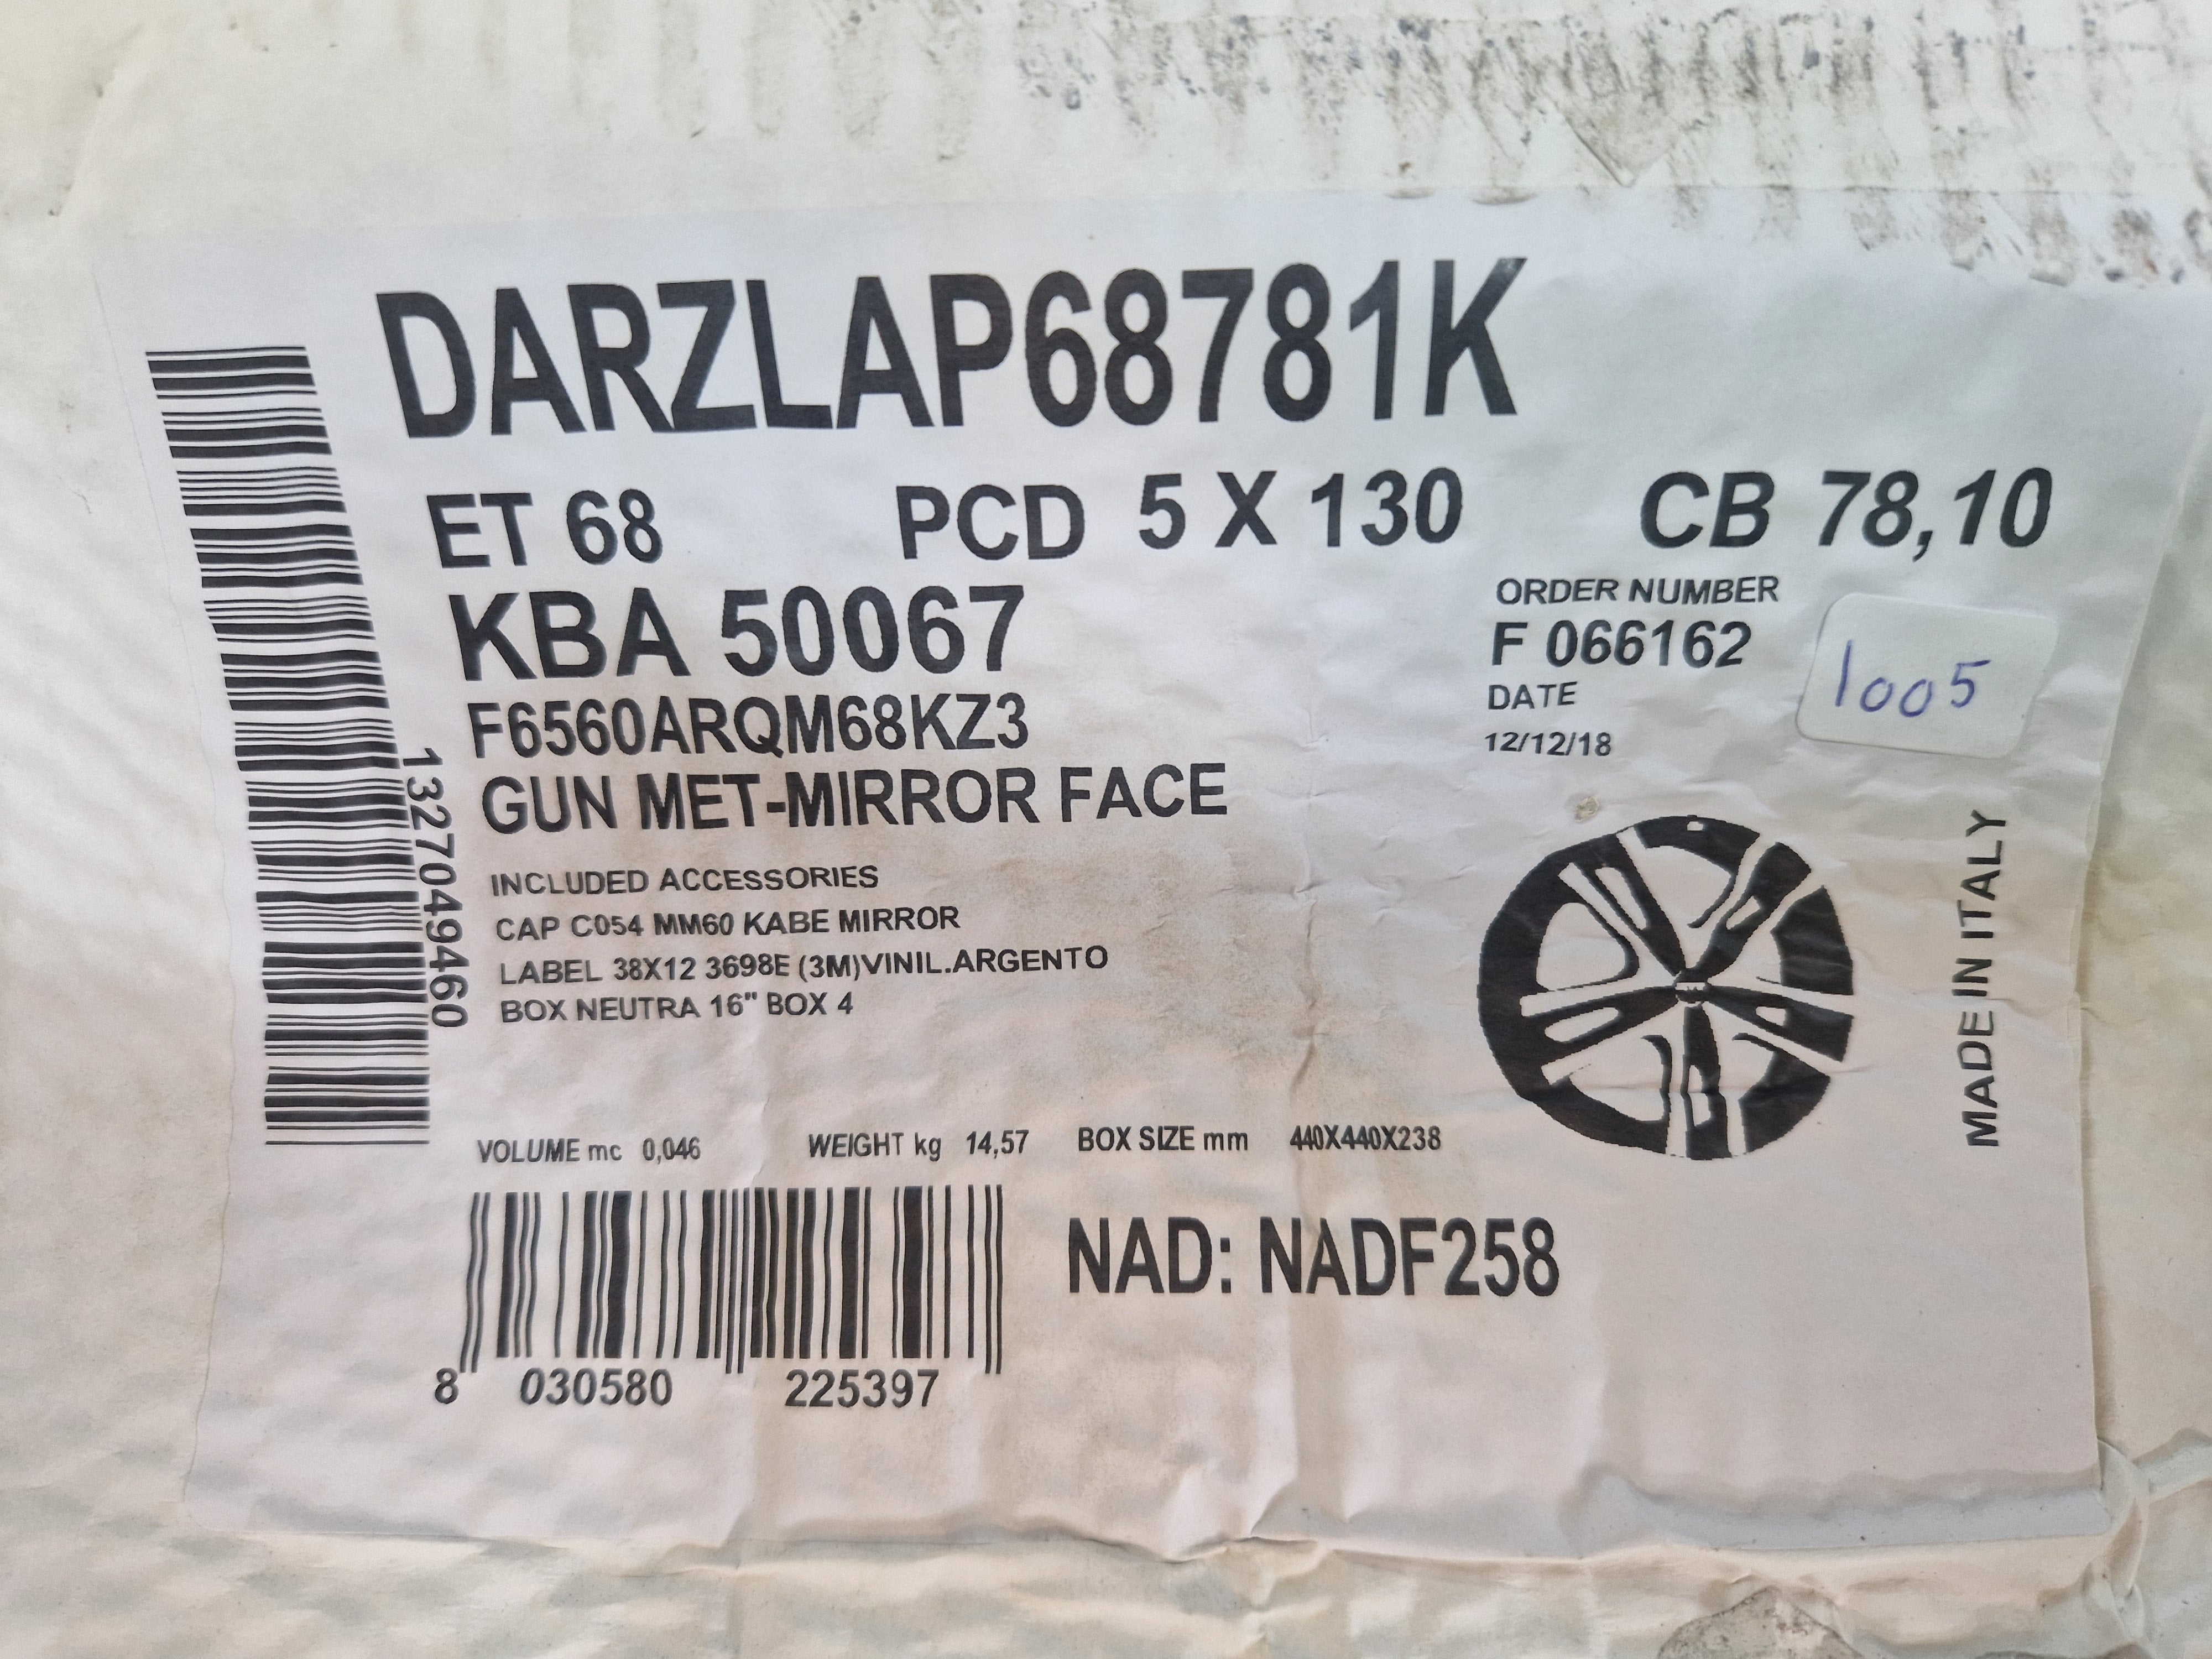 DARZLAP68781K
ET 68 PCD 5 X 130 CB 78,10
KBA 50067
F6560ARQM68KZ3
GUN MET-MIRROR FACE
ORDER NUMBER
F 066162
DATE
12/12/18
1005
INCLUDED ACCESSORIES
CAP C054 MM60 KABE MIRROR
LABEL 38X12 3698E (3M)VINIL.ARGENTO
BOX NEUTRA 16" BOX 4
1327049460
MADE IN ITALY
VOLUME mc 0,046 WEIGHT kg 14,57 BOX SIZE mm 440X440X238
NAD: NADF258
8 030580 225397